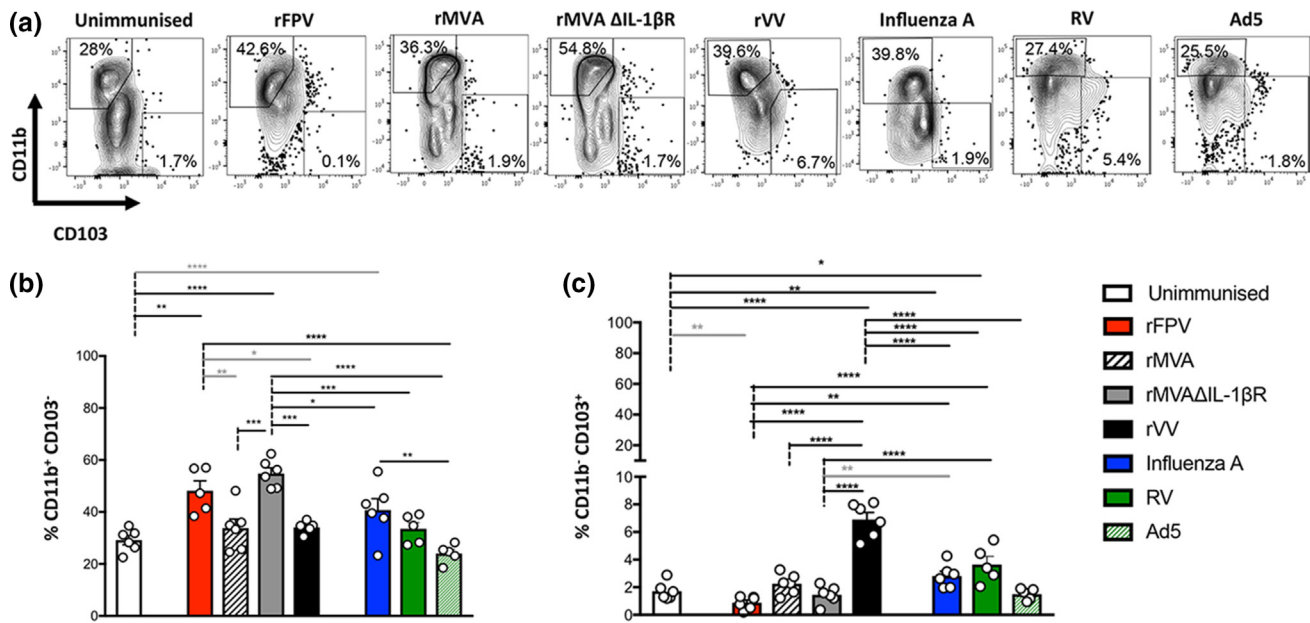 (a) Unimmunised rFPV rMVA rMVA ΔIL-1βR rVV Influenza A RV Ad5
28% 42.6% 36.3% 54.8% 39.6% 39.8% 27.4% 25.5%
1.7% 0.1% 1.9% 1.7% 6.7% 1.9% 5.4% 1.8%
CD11b
CD103
(b)
**** 
****
**
****
*
**
****
***
*
*** ***
**
% CD11b⁺ CD103⁻
100
80
60
40
20
0
(c)
*
**
****
**
****
****
****
****
**
****
****
****
**
****
% CD11b⁻ CD103⁺
100
80
60
40
20
10
8
6
4
2
0
Unimmunised
rFPV
rMVA
rMVAΔIL-1βR
rVV
Influenza A
RV
Ad5